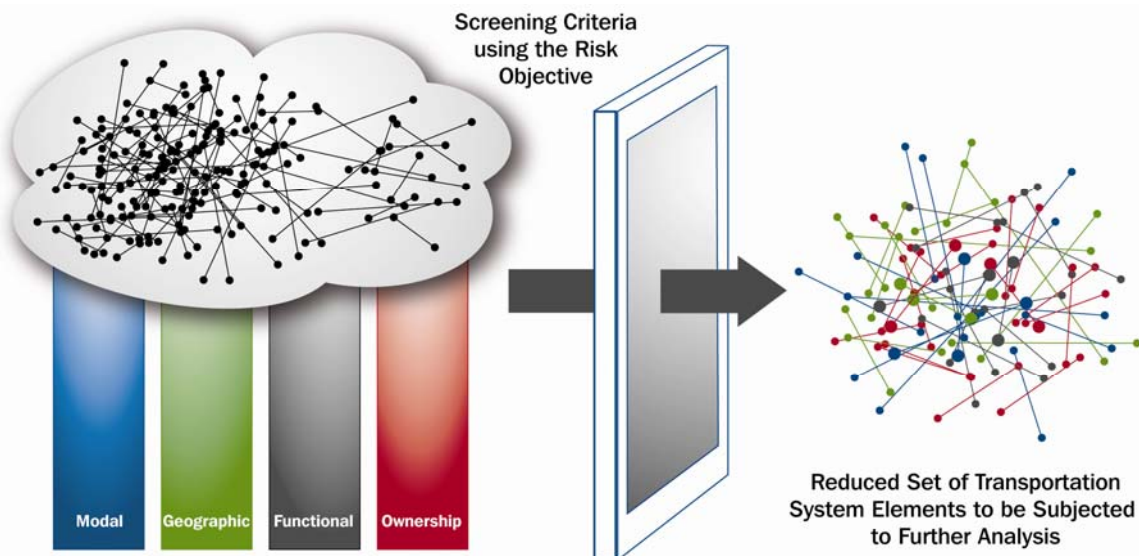 Screening Criteria
using the Risk
Objective
Modal
Geographic
Functional
Ownership
Reduced Set of Transportation
System Elements to be Subjected
to Further Analysis